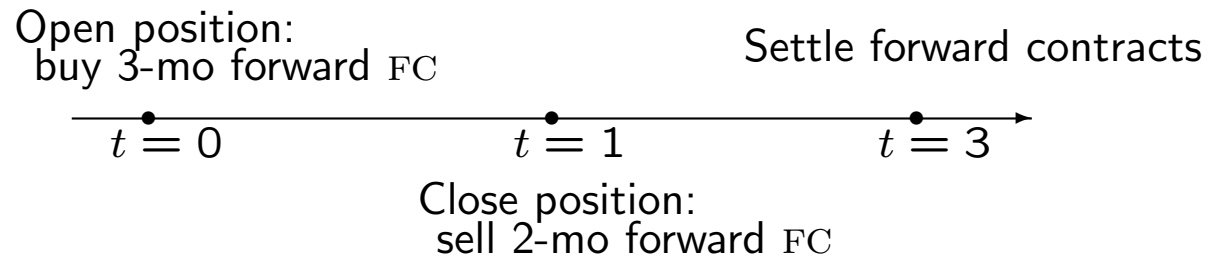 Open position:
buy 3-mo forward FC
Settle forward contracts
t = 0
t = 1
t = 3
Close position:
sell 2-mo forward FC